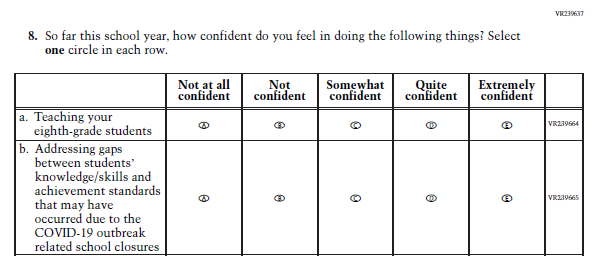 VR239637
8. So far this school year, how confident do you feel in doing the following things? Select
one circle in each row.
Not at all confident Not confident Somewhat confident Quite confident Extremely confident
a. Teaching your
eighth-grade students Ⓐ Ⓑ Ⓒ Ⓓ Ⓔ VR239664
b. Addressing gaps
between students’
knowledge/skills and
achievement standards
that may have Ⓐ Ⓑ Ⓒ Ⓓ Ⓔ VR239665
occurred due to the
COVID-19 outbreak
related school closures